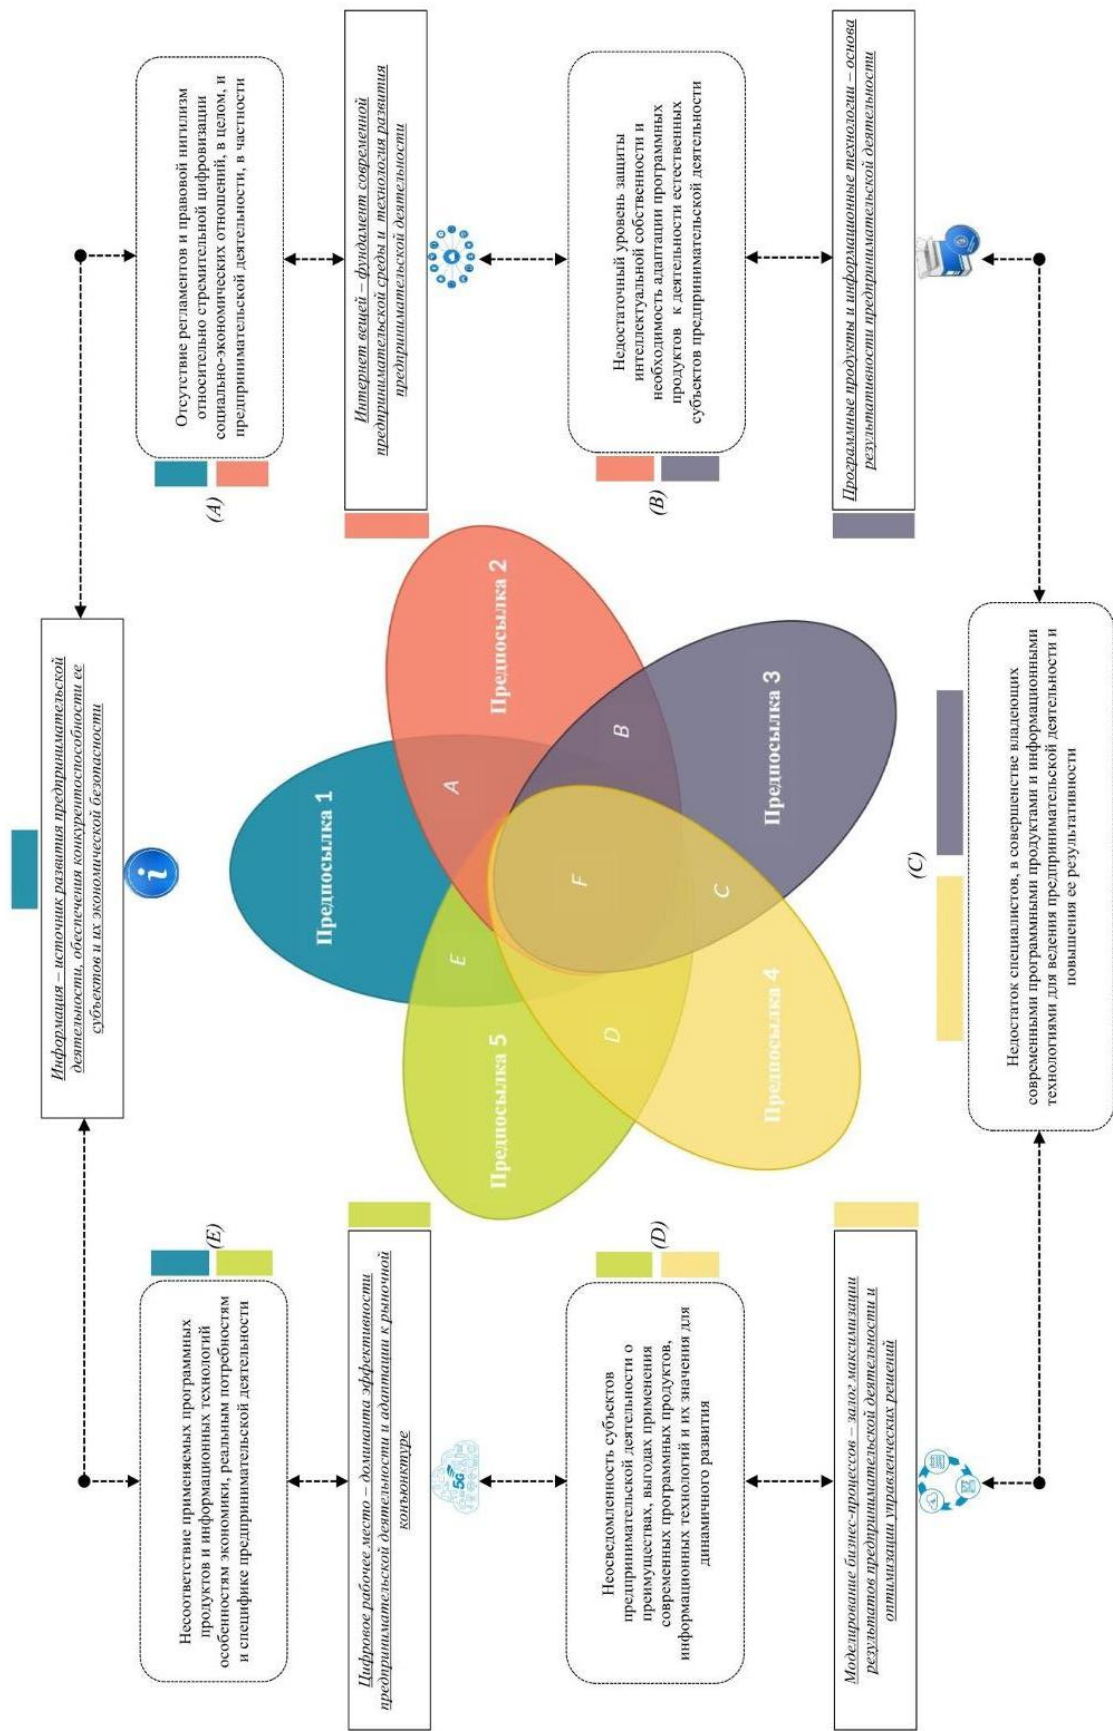 Информация – источник развития предпринимательской
деятельности, обеспечения конкурентоспособности ее
субъектов и их экономической безопасности
i
Несоответствие применяемых программных
продуктов и информационных технологий
особенностям экономики, реальным потребностям
и специфике предпринимательской деятельности
(E)
Отсутствие регламентов и правовой нигилизм
относительно стремительной цифровизации
социально-экономических отношений, в целом, и
предпринимательской деятельности, в частности
(A)
Цифровое рабочее место – доминанта эффективности
предпринимательской деятельности и адаптации к рыночной
конъюнктуре
5G
Интернет вещей – фундамент современной
предпринимательской среды и технология развития
предпринимательской деятельности
Предпосылка 1
Предпосылка 5
Предпосылка 2
E
A
F
D
B
C
Предпосылка 4
Предпосылка 3
Неосведомленность субъектов
предпринимательской деятельности о
преимуществах, выгодах применения
современных программных продуктов,
информационных технологий и их значения для
динамичного развития
(D)
Недостаточный уровень защиты
интеллектуальной собственности и
необходимость адаптации программных
продуктов к деятельности естественных
субъектов предпринимательской деятельности
(B)
Моделирование бизнес-процессов – залог максимизации
результатов предпринимательской деятельности и
оптимизации управленческих решений
Программные продукты и информационные технологии – основа
результативности предпринимательской деятельности
(C)
Недостаток специалистов, в совершенстве владеющих
современными программными продуктами и информационными
технологиями для ведения предпринимательской деятельности и
повышения ее результативности